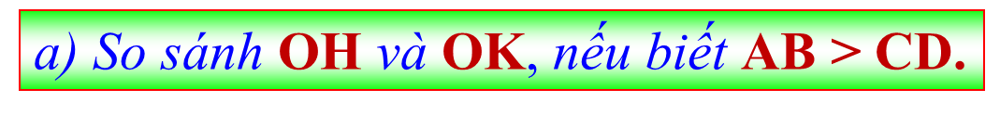 a) So sánh OH và OK, nếu biết AB > CD.